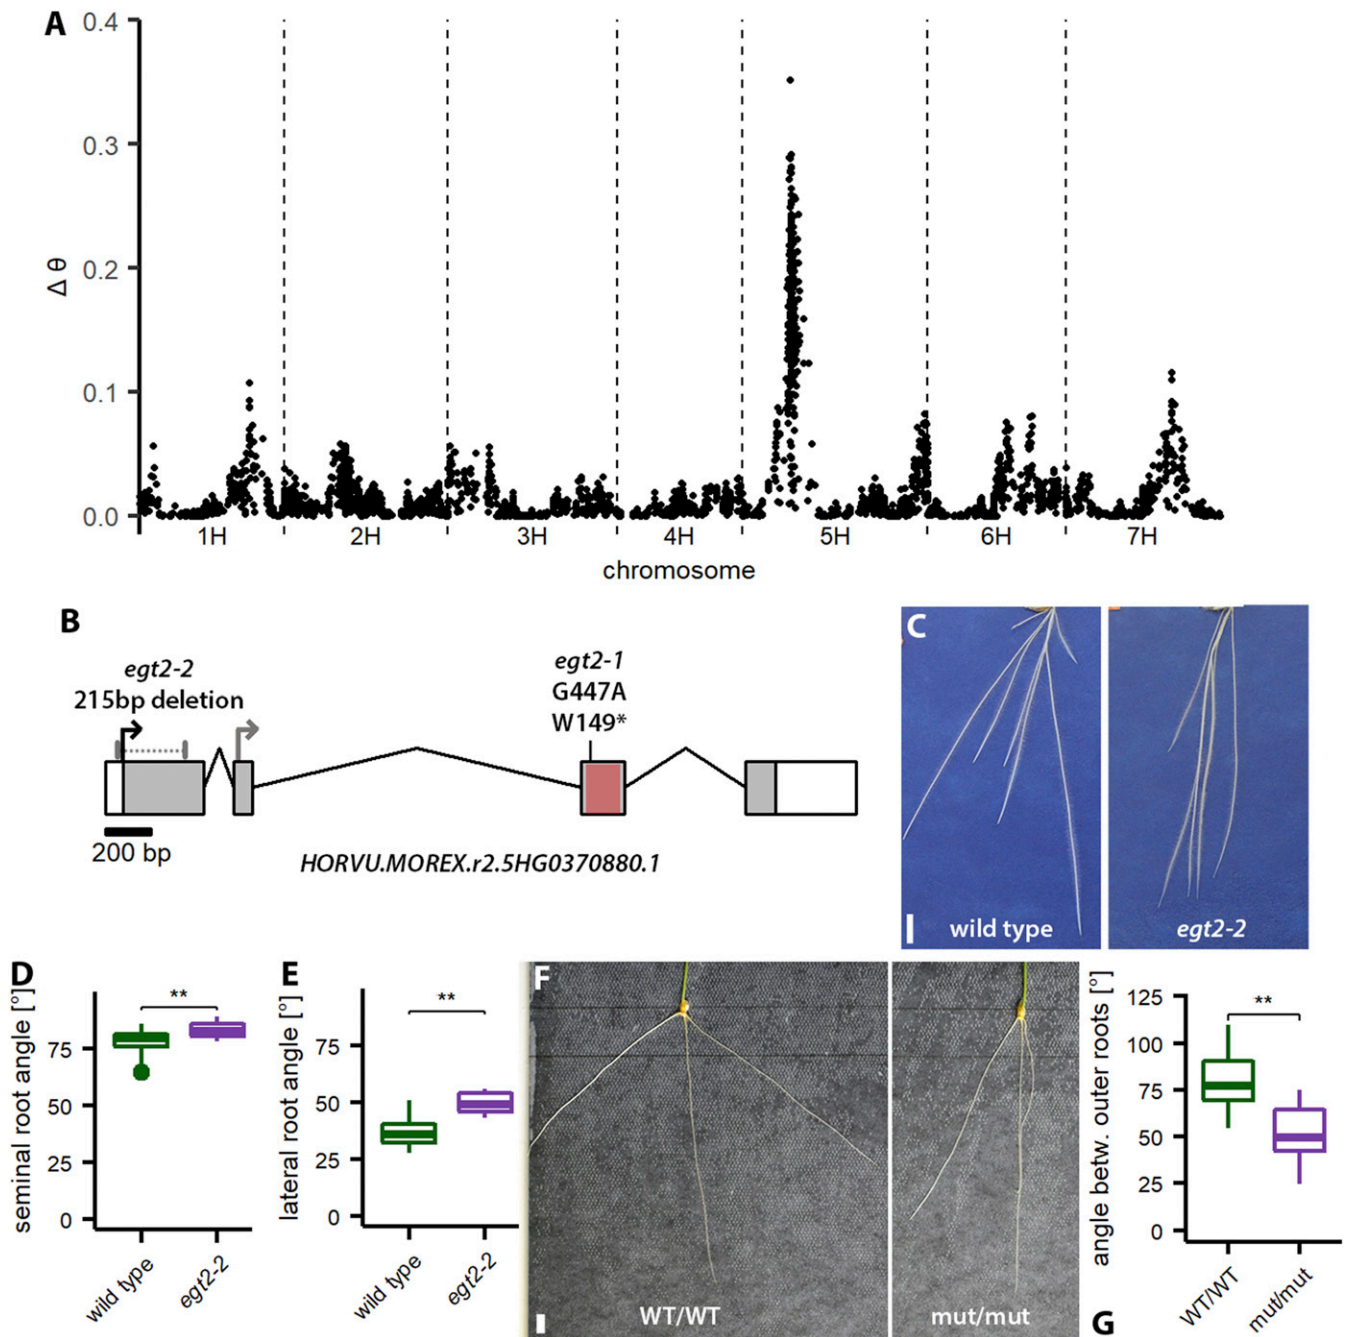 A
0.4
0.3
0.2
0.1
0.0
Δ θ
1H 2H 3H 4H 5H 6H 7H
chromosome
B
egt2-2
215bp deletion
egt2-1
G447A
W149*
200 bp
HORVU.MOREX.r2.5HG0370880.1
C
wild type
egt2-2
D
seminal root angle [°]
75
50
25
0
**
wild type
egt2-2
E
lateral root angle [°]
75
50
25
0
**
wild type
egt2-2
F
WT/WT
mut/mut
G
angle betw. outer roots [°]
125
100
75
50
25
0
**
WT/WT
mut/mut